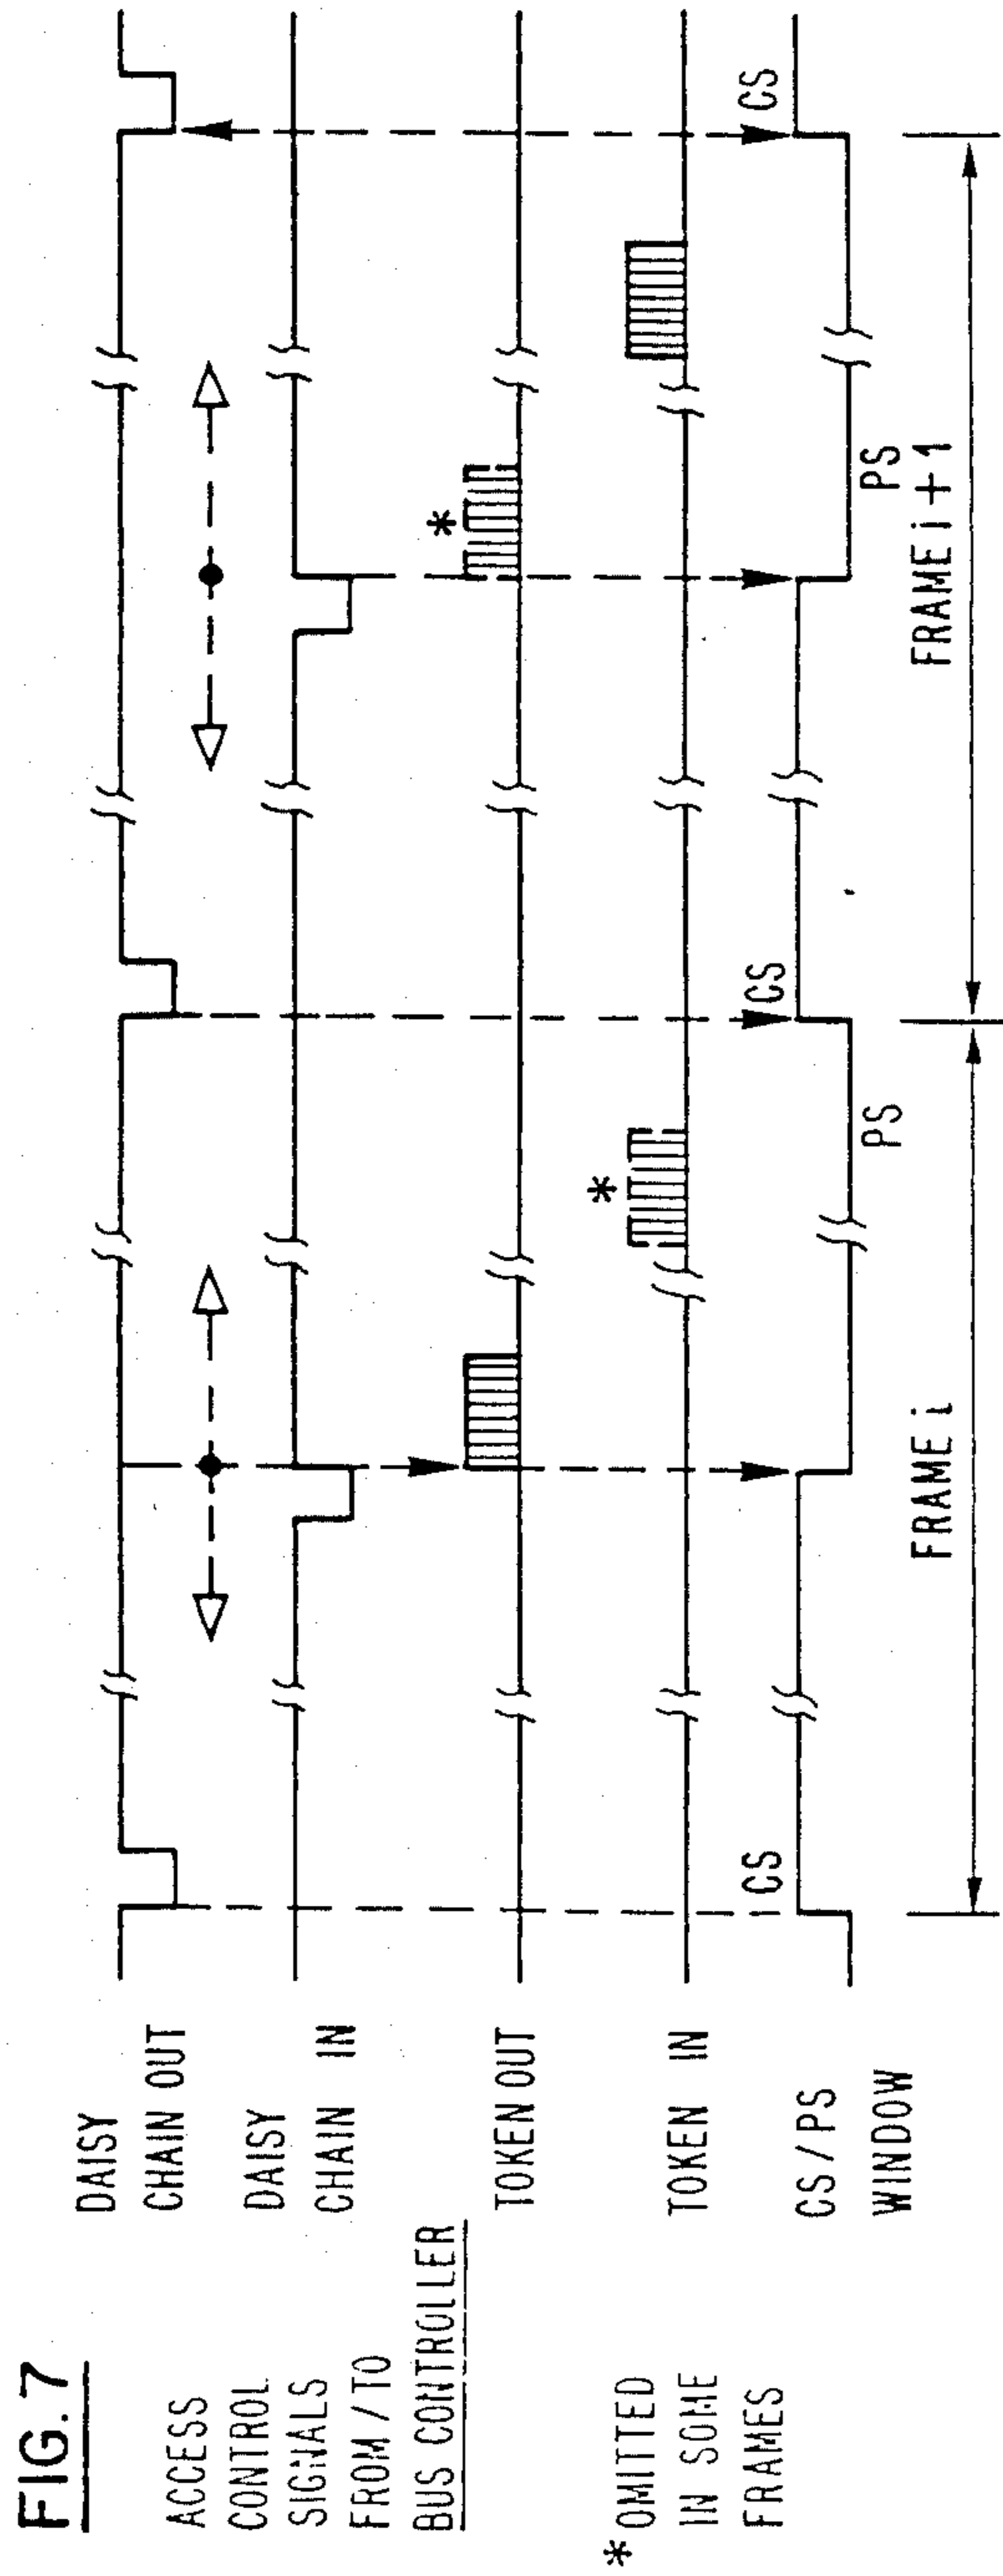 FIG.7
ACCESS
CONTROL
SIGNALS
FROM/TO
BUS CONTROLLER
* OMITTED
IN SOME
FRAMES
DAISY
CHAIN OUT
DAISY
CHAIN IN
TOKEN OUT
TOKEN IN
CS/PS
WINDOW
*
*
CS
PS
CS
PS
CS
FRAME i
FRAME i+1